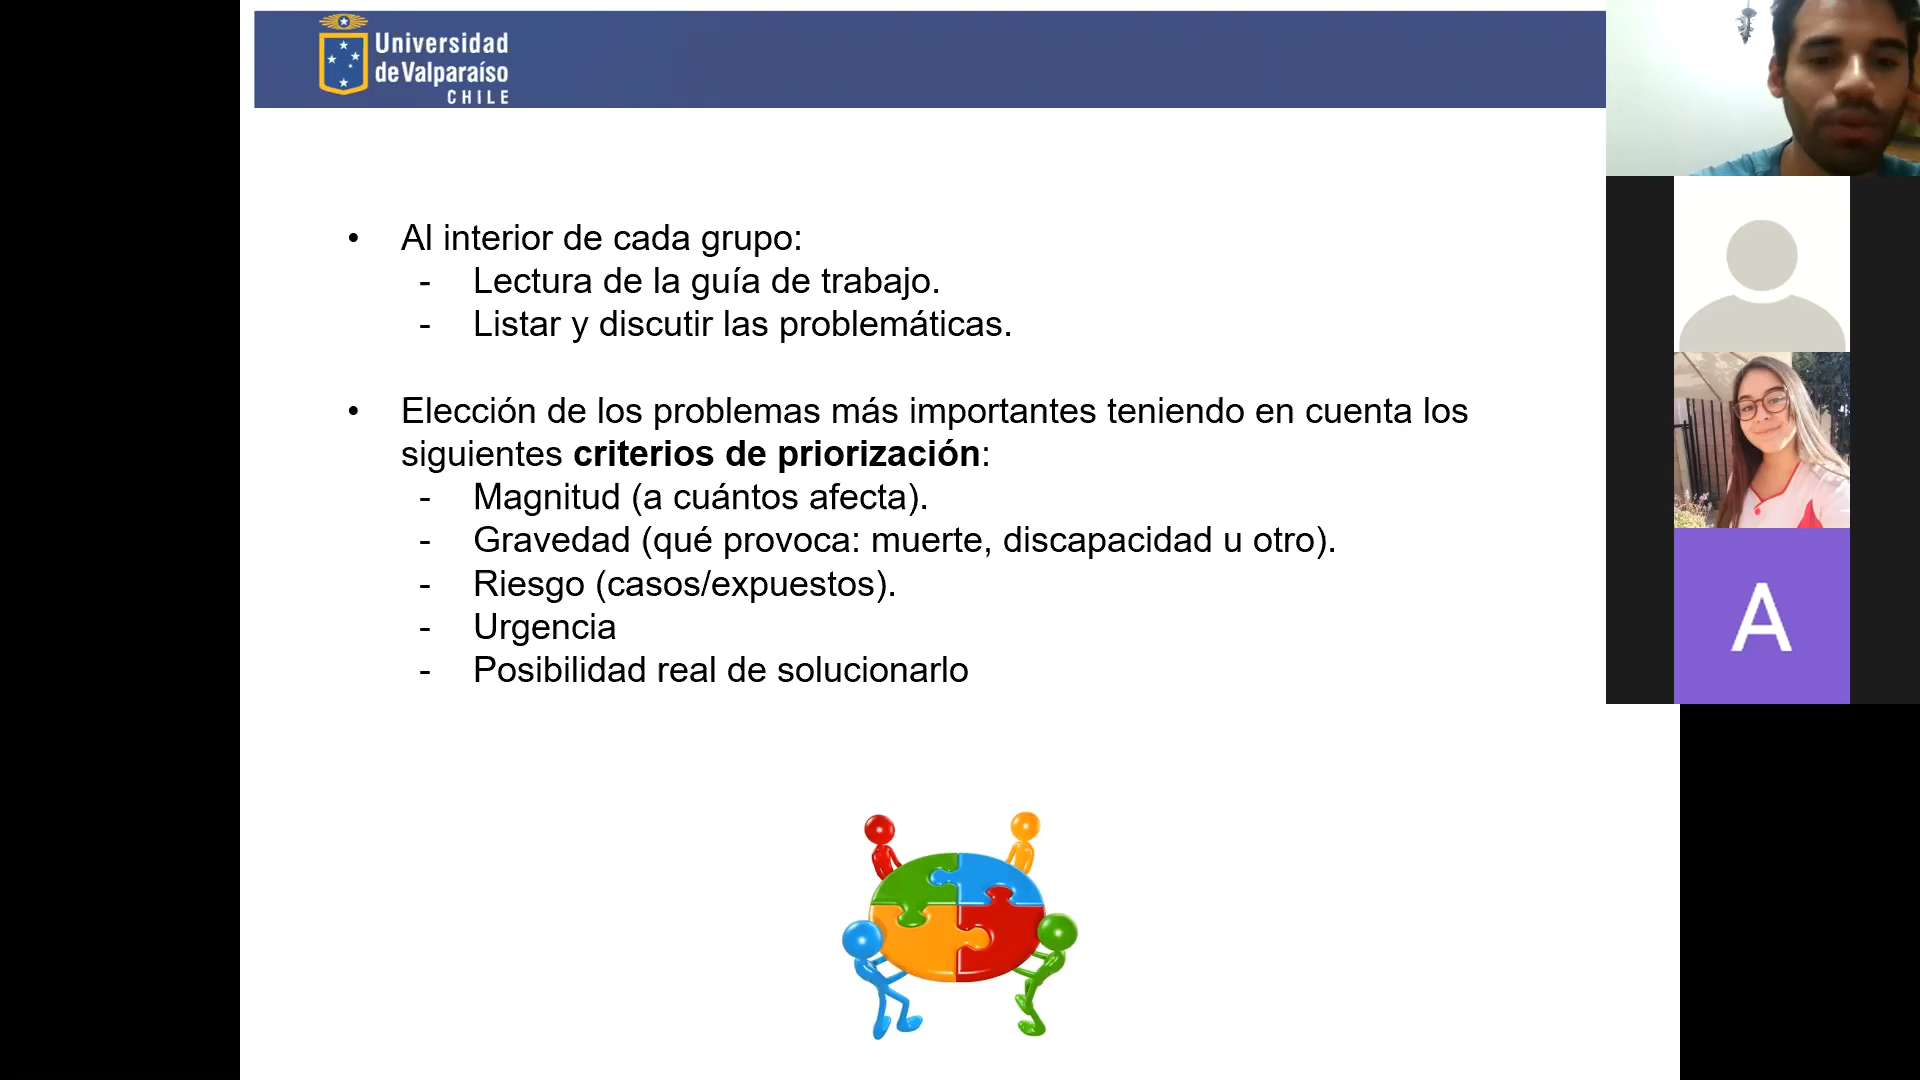 Universidad
de Valparaíso
CHILE
• Al interior de cada grupo:
- Lectura de la guía de trabajo.
- Listar y discutir las problemáticas.
• Elección de los problemas más importantes teniendo en cuenta los
siguientes criterios de priorización:
- Magnitud (a cuántos afecta).
- Gravedad (qué provoca: muerte, discapacidad u otro).
- Riesgo (casos/expuestos).
- Urgencia
- Posibilidad real de solucionarlo
A